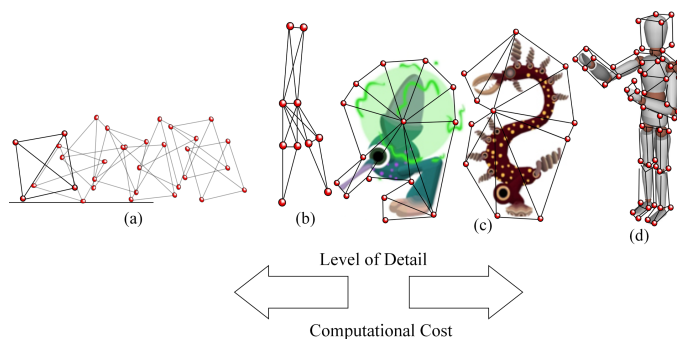 (a)
(b)
(c)
(d)
Level of Detail
Computational Cost